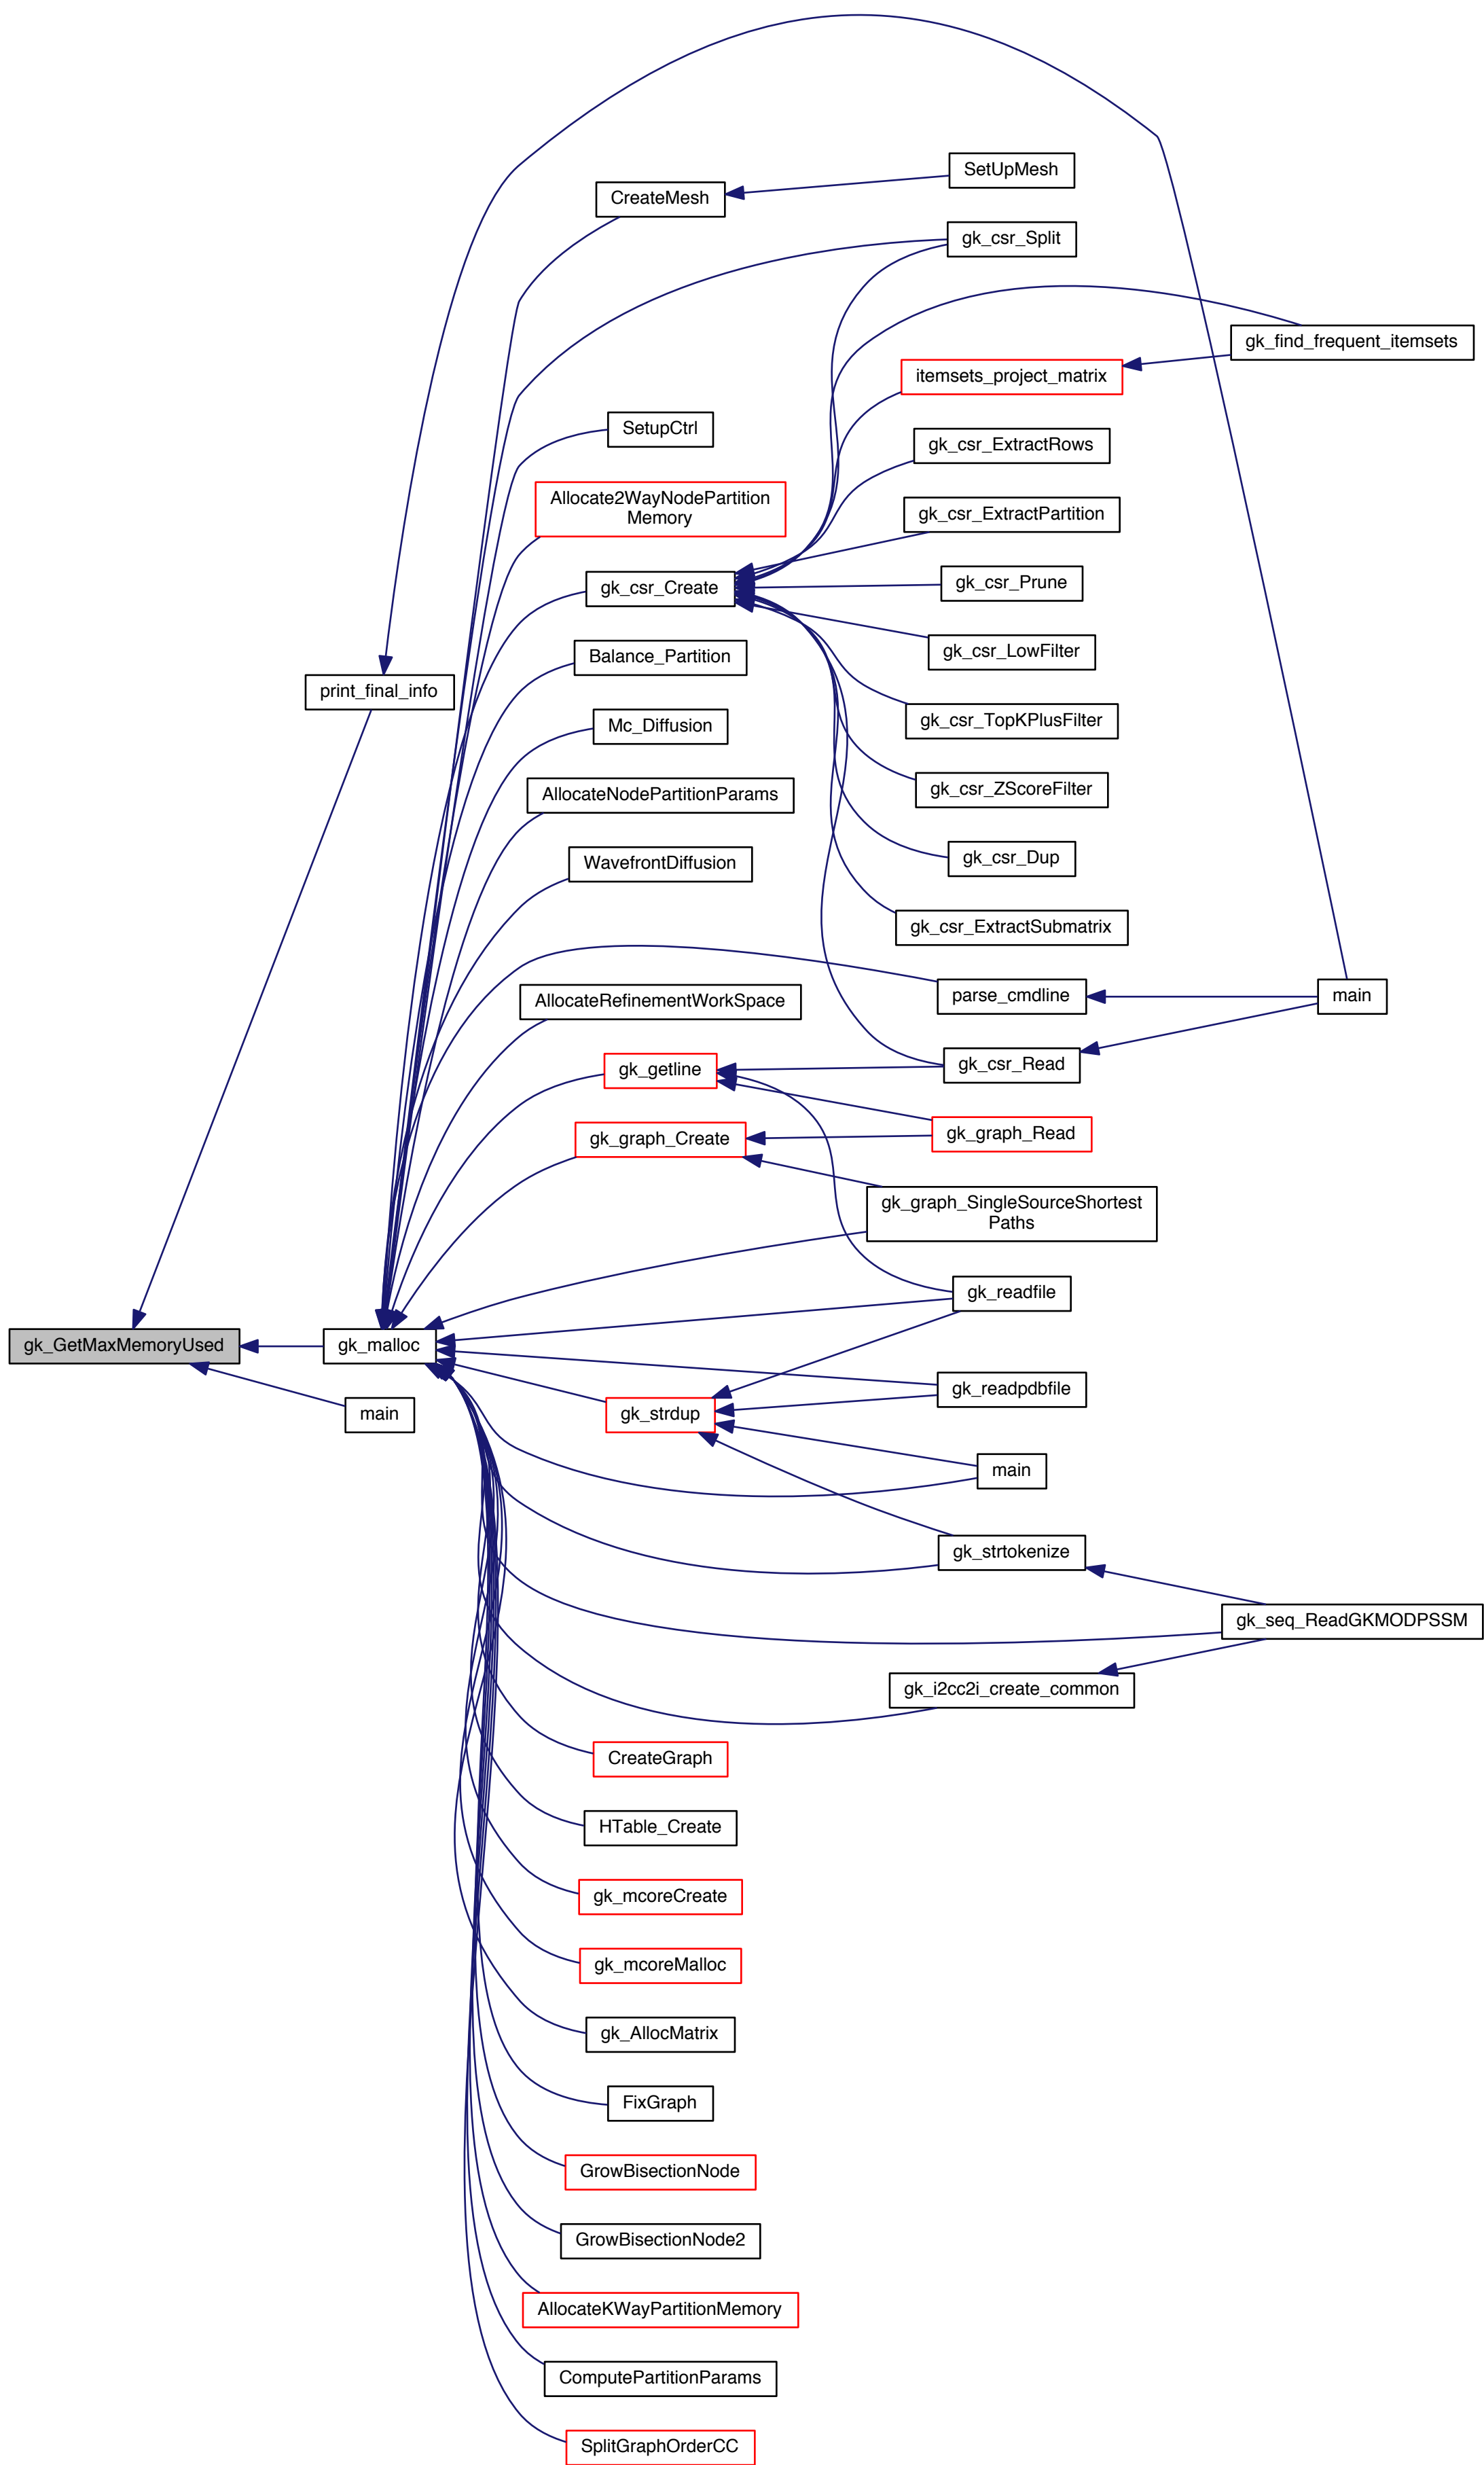 SetUpMesh
CreateMesh
gk_csr_Split
gk_find_frequent_itemsets
itemsets_project_matrix
SetupCtrl
gk_csr_ExtractRows
Allocate2WayNodePartition
Memory
gk_csr_ExtractPartition
gk_csr_Create
gk_csr_Prune
gk_csr_LowFilter
Balance_Partition
print_final_info
gk_csr_TopKPlusFilter
Mc_Diffusion
gk_csr_ZScoreFilter
AllocateNodePartitionParams
gk_csr_Dup
WavefrontDiffusion
gk_csr_ExtractSubmatrix
parse_cmdline
main
AllocateRefinementWorkSpace
gk_csr_Read
gk_getline
gk_graph_Read
gk_graph_Create
gk_graph_SingleSourceShortest
Paths
gk_readfile
gk_GetMaxMemoryUsed
gk_malloc
gk_readpdbfile
main
gk_strdup
main
gk_strtokenize
gk_seq_ReadGKMODPSSM
gk_i2cc2i_create_common
CreateGraph
HTable_Create
gk_mcoreCreate
gk_mcoreMalloc
gk_AllocMatrix
FixGraph
GrowBisectionNode
GrowBisectionNode2
AllocateKWayPartitionMemory
ComputePartitionParams
SplitGraphOrderCC